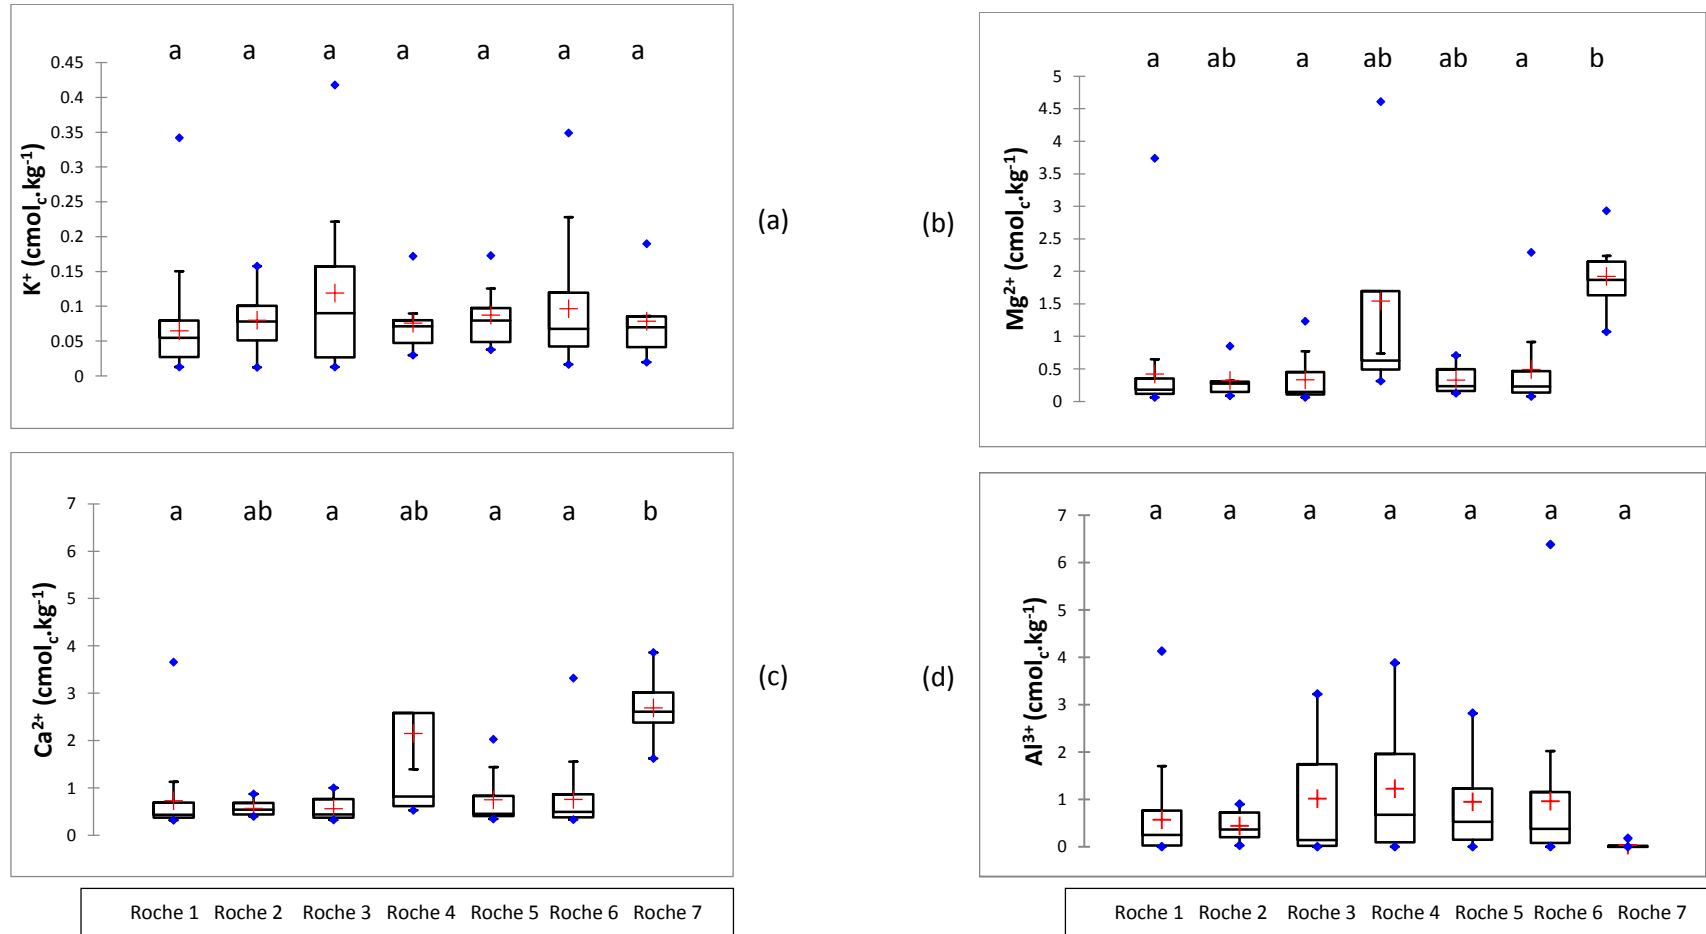 a a a a a a a
0.45
0.4
0.35
0.3
0.25
0.2
0.15
0.1
0.05
0
K⁺ (cmol_c.kg⁻¹)
(a)
a ab a ab ab a b
5
4.5
4
3.5
3
2.5
2
1.5
1
0.5
0
Mg²⁺ (cmol_c.kg⁻¹)
(b)
a ab a ab a a b
7
6
5
4
3
2
1
0
Ca²⁺ (cmol_c.kg⁻¹)
(c)
a a a a a a a
7
6
5
4
3
2
1
0
Al³⁺ (cmol_c.kg⁻¹)
(d)
Roche 1 Roche 2 Roche 3 Roche 4 Roche 5 Roche 6 Roche 7
Roche 1 Roche 2 Roche 3 Roche 4 Roche 5 Roche 6 Roche 7